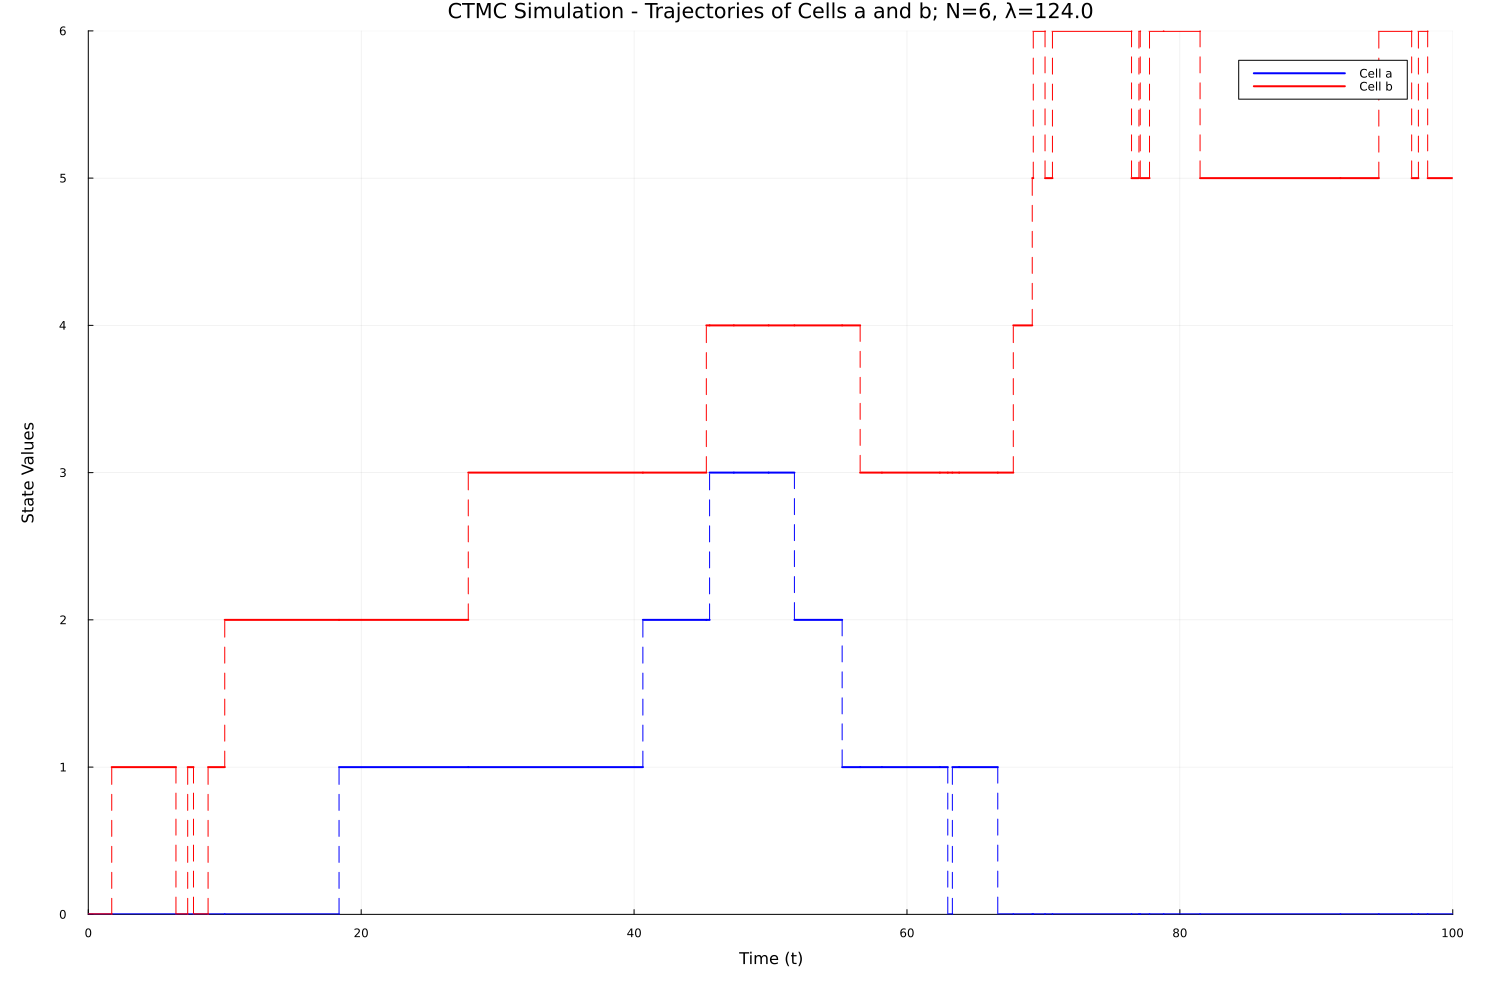 CTMC Simulation - Trajectories of Cells a and b; N=6, λ=124.0
6
Cell a
Cell b
5
4
State Values
3
2
1
0
0 20 40 60 80 100
Time (t)